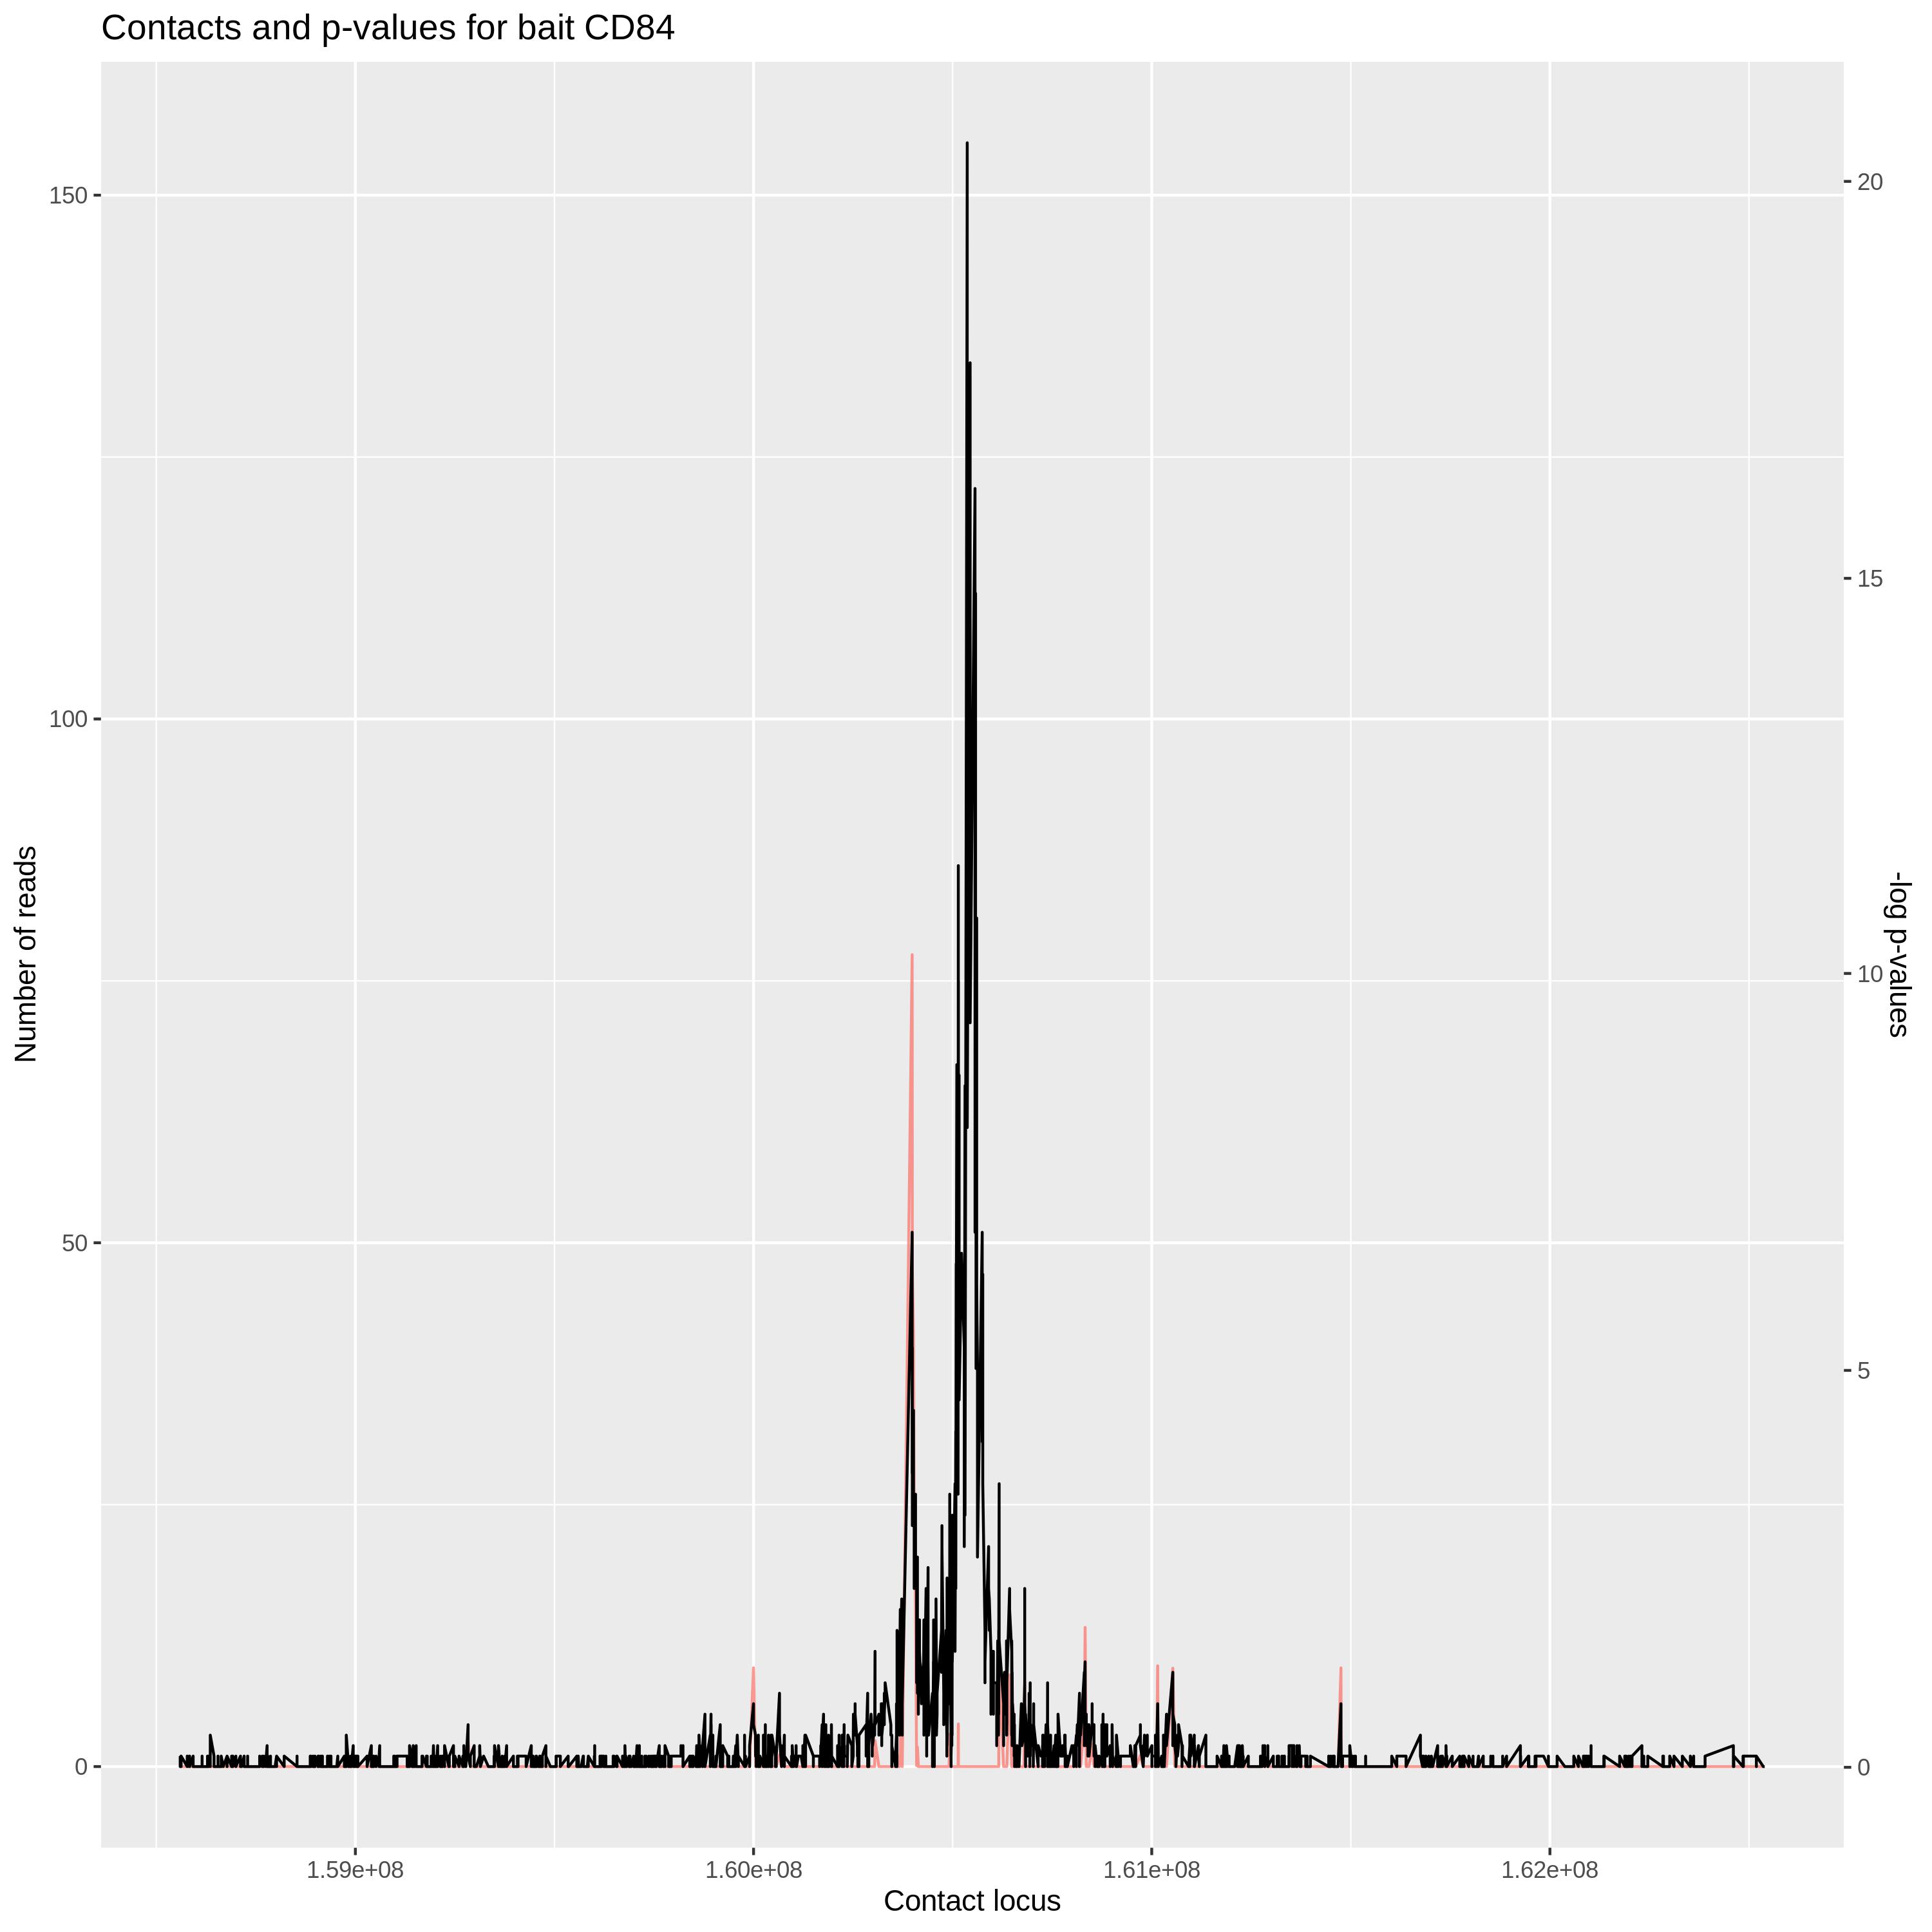 Contacts and p-values for bait CD84
150
100
50
0
Number of reads
20
15
10
5
0
-log p-values
1.59e+08
1.60e+08
1.61e+08
1.62e+08
Contact locus